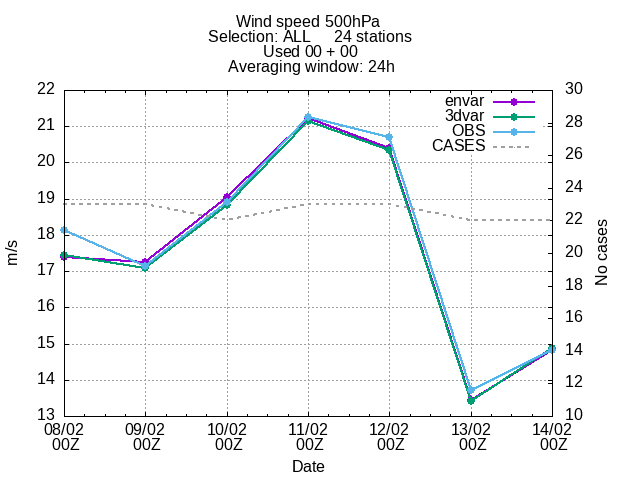 Wind speed 500hPa
Selection: ALL 24 stations
Used 00 + 00
Averaging window: 24h
envar
3dvar
OBS
CASES
22
21
20
19
18
17
16
15
14
13
30
28
26
24
22
20
18
16
14
12
10
m/s
No cases
08/02 09/02 10/02 11/02 12/02 13/02 14/02
00Z 00Z 00Z 00Z 00Z 00Z 00Z
Date